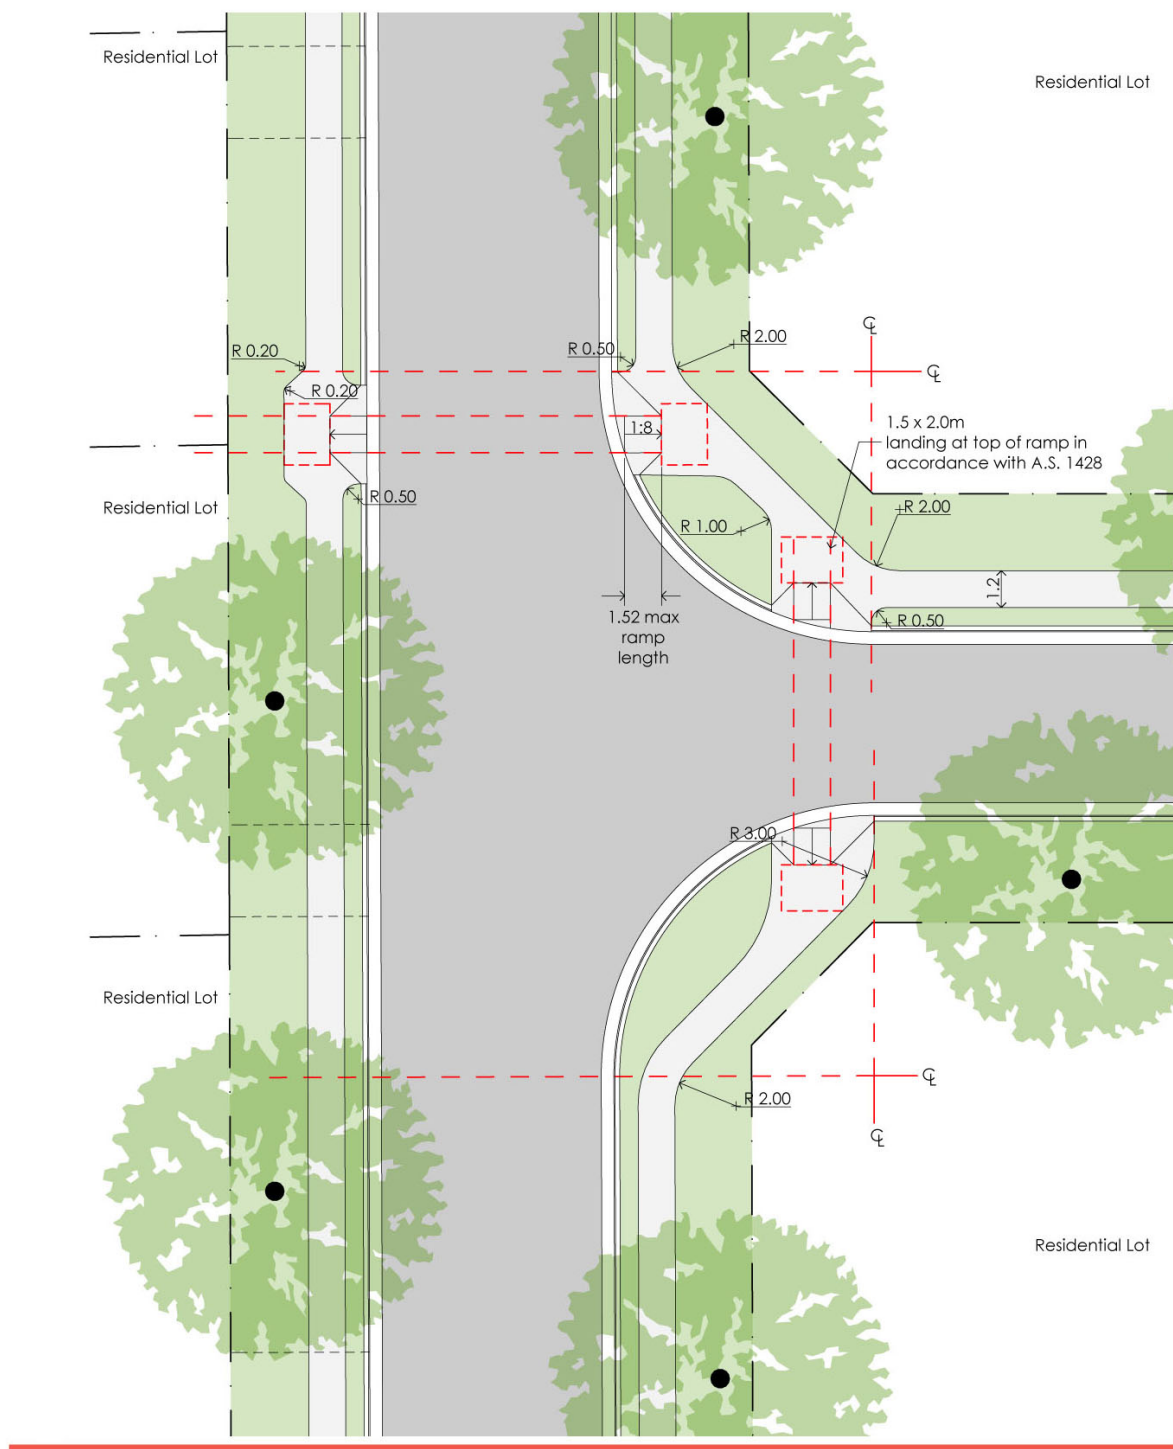 Residential Lot
Residential Lot
℄
R 2.00
R 0.50
R 0.20
℄
R 0.20
1.5 x 2.0m
landing at top of ramp in
accordance with A.S. 1428
1:8
R 0.50
Residential Lot
R 2.00
R 1.00
1.2
1.52 max
ramp
length
R 0.50
R 3.00
Residential Lot
℄
R 2.00
℄
Residential Lot